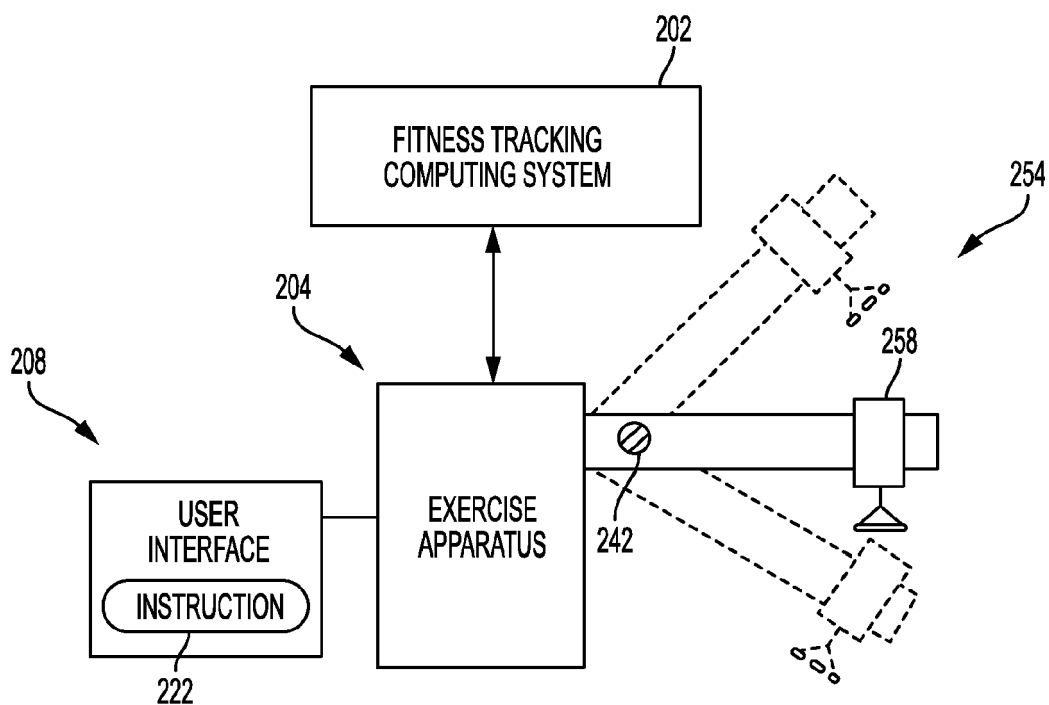 202
FITNESS TRACKING
COMPUTING SYSTEM
254
204
258
208
USER
INTERFACE
INSTRUCTION
222
EXERCISE
APPARATUS
242